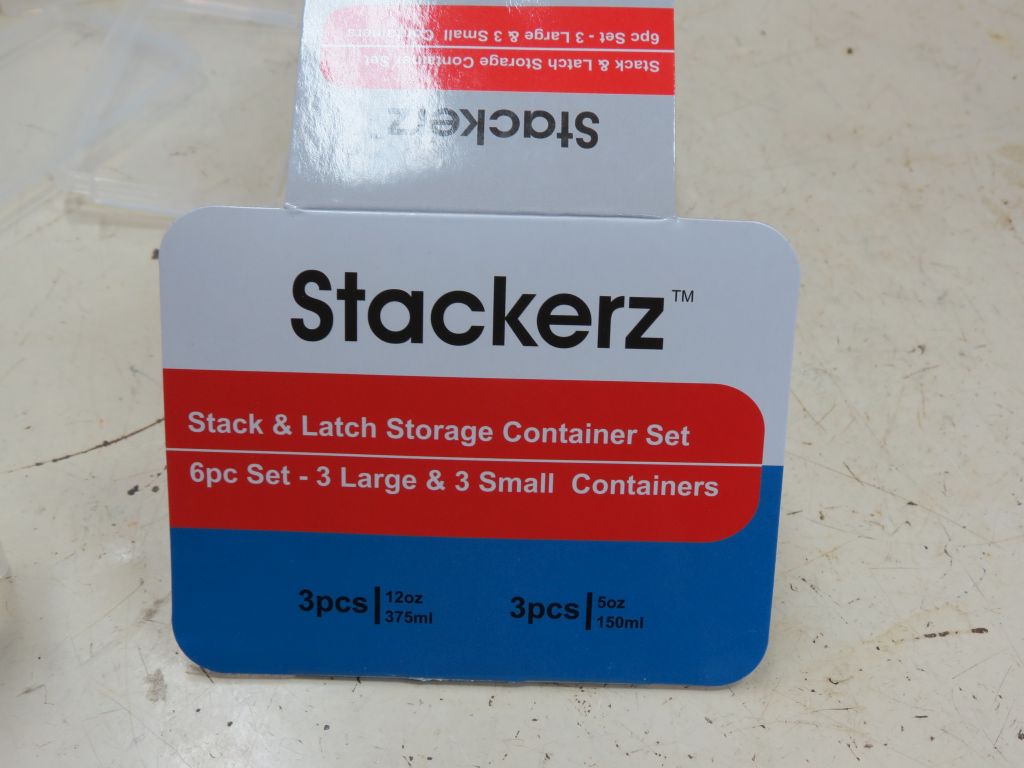 6pc Set - 3 Large & 3 Small Containers
Stack & Latch Storage Container Set
Stackerz™
Stackerz™
Stack & Latch Storage Container Set
6pc Set - 3 Large & 3 Small Containers
3pcs 12oz
375ml
3pcs 5oz
150ml